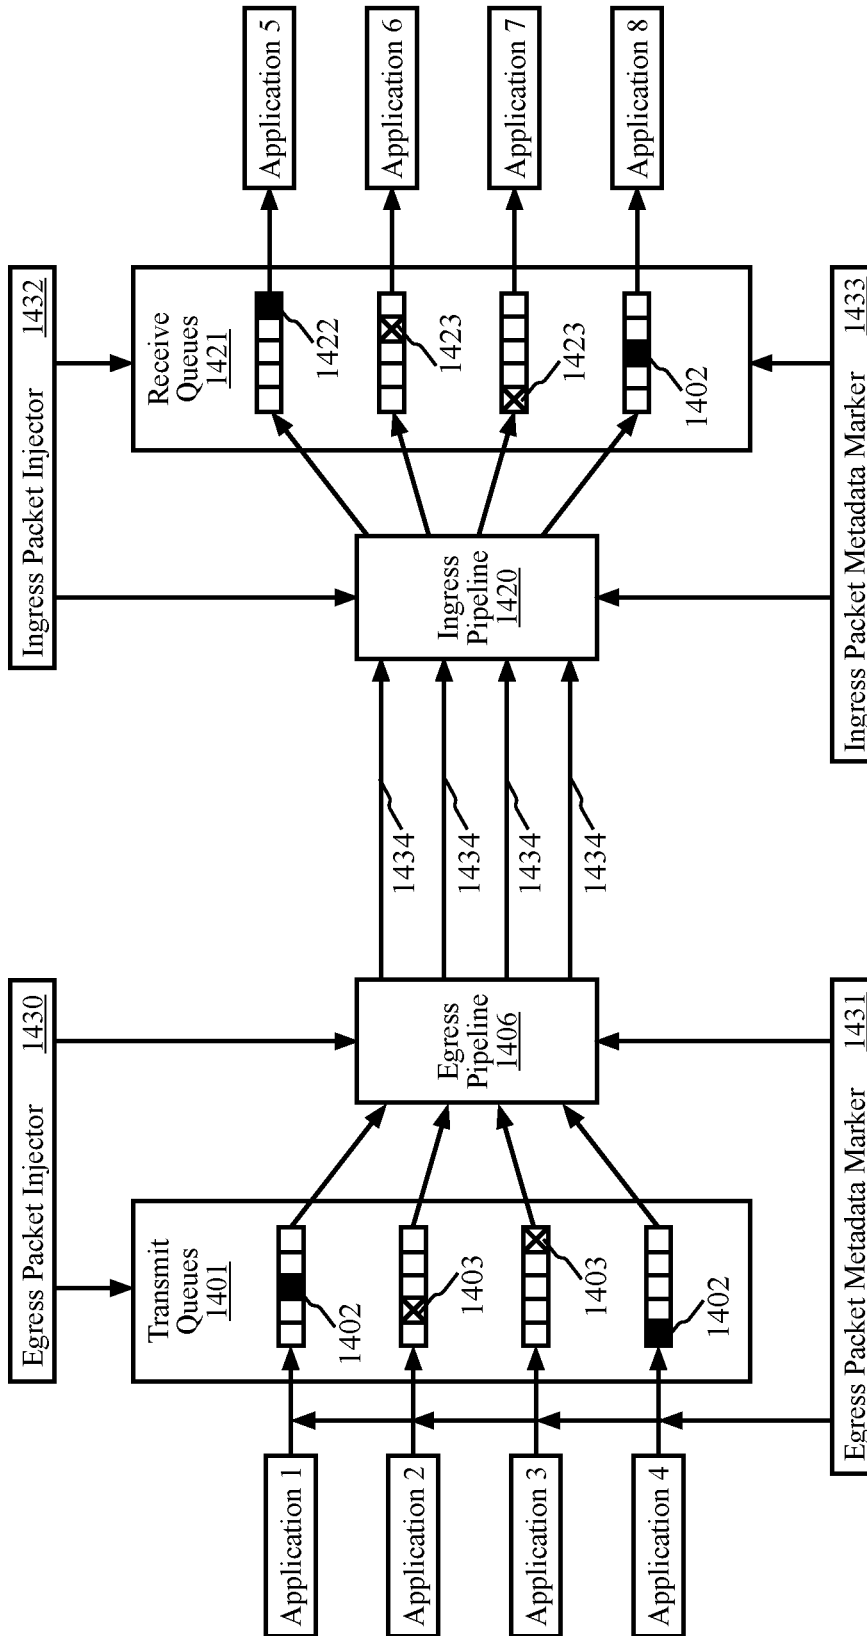 Egress Packet Injector 1430
Ingress Packet Injector 1432
Transmit
Queues
1401
Receive
Queues
1421
Application 1
Application 2
Application 3
Application 4
1402
1403
1403
1402
Egress
Pipeline
1406
1434
1434
1434
1434
Ingress
Pipeline
1420
1422
1423
1423
1402
Application 5
Application 6
Application 7
Application 8
Egress Packet Metadata Marker 1431
Ingress Packet Metadata Marker 1433